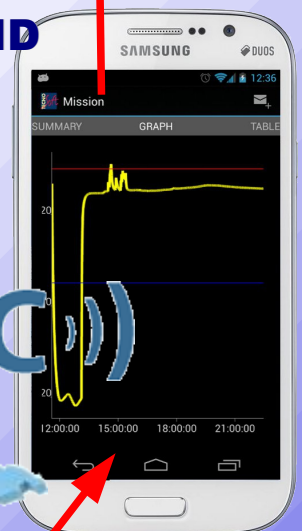 ID
SAMSUNG
DUOS
12:36
Mission
SUMMARY GRAPH TABLE
20
20
12:00:00 15:00:00 18:00:00 21:00:00
C